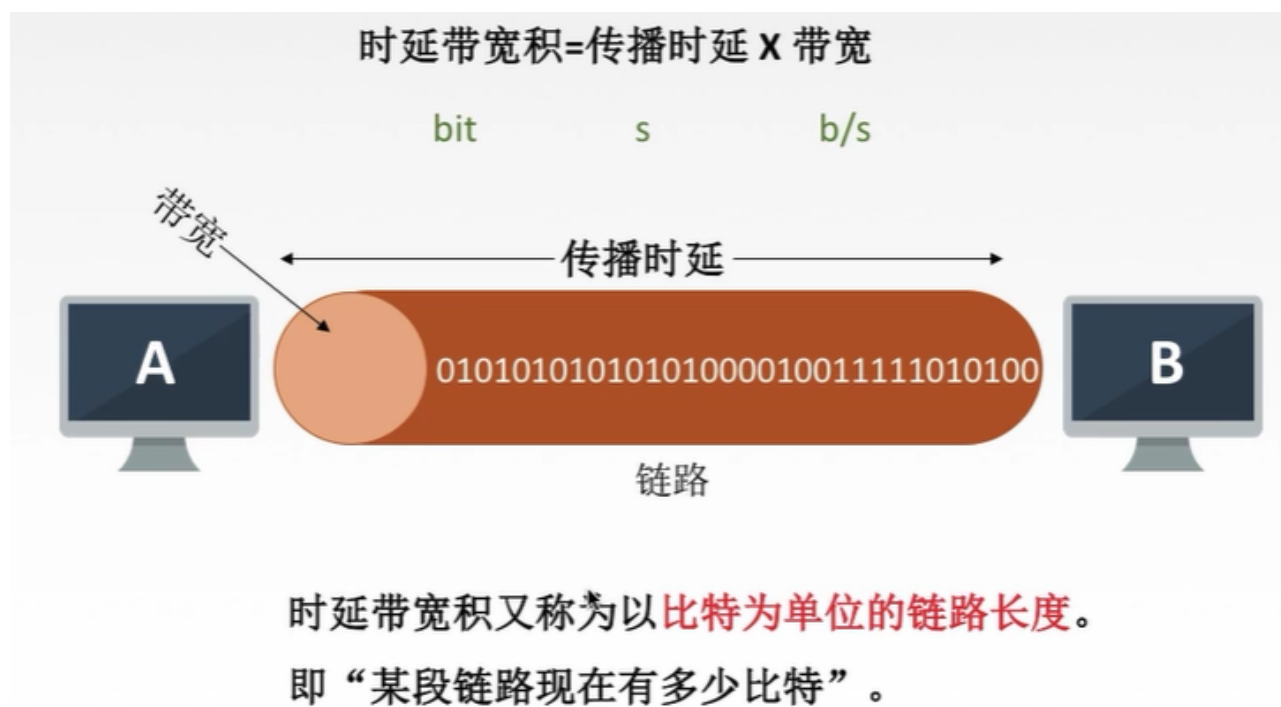 时延带宽积=传播时延 X 带宽
bit s b/s
带宽
传播时延
A
01010101010101000010011111010100
B
链路
时延带宽积又称为以比特为单位的链路长度。
即“某段链路现在有多少比特”。